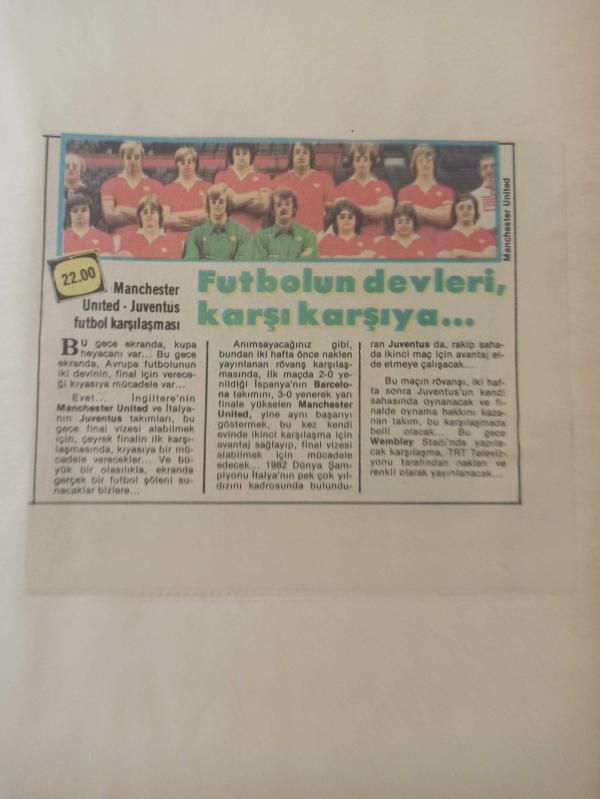 Manchester United
22.00
Manchester
United - Juventus
futbol karşılaşması
Futbolun devleri,
karşı karşıya...
BU gece ekranda, kupa
heyecanı var... Bu gece
ekranda, Avrupa futbolunun
iki devinin, final için verece-
ği kıyasıya mücadele var...
Evet... İngiltere'nin
Manchester United ve İtalya-
nın Juventus takımları, bu
gece final vizesi alabilmek
için, çeyrek finalin ilk karşı-
laşmasında, kıyasıya bir mü-
cadele verecekler... Ve bü-
yük bir olasılıkla, ekranda
gerçek bir futbol şöleni su-
nacaklar bizlere...
Anımsayacağınız gibi,
bundan iki hafta önce naklen
yayınlanan rövanş karşılaş-
masında, ilk maçda 2-0 ye-
nildiği İspanya'nın Barcelo-
na takımını, 3-0 yenerek yarı
finale yükselen Manchester
United, yine aynı başarıyı
göstermek, bu kez kendi
evinde ikinci karşılaşma için
avantaj sağlayıp, final vizesi
alabilmek için mücadele
edecek... 1982 Dünya Şam-
piyonu İtalya'nın pek çok yıl-
dızını kadrosunda bulundu-
ran Juventus da, rakip saha-
da ikinci maç için avantaj el-
de etmeye çalışacak...
Bu maçın rövanşı, iki haf-
ta sonra Juventus'un kendi
sahasında oynanacak ve fi-
nalde oynama hakkını kaza-
nan takım, bu karşılaşmada
belli olacak... Bu gece
Wembley Stadı'nda yapıla-
cak karşılaşma, TRT Televiz-
yonu tarafından naklen ve
renkli olarak yayınlanacak...